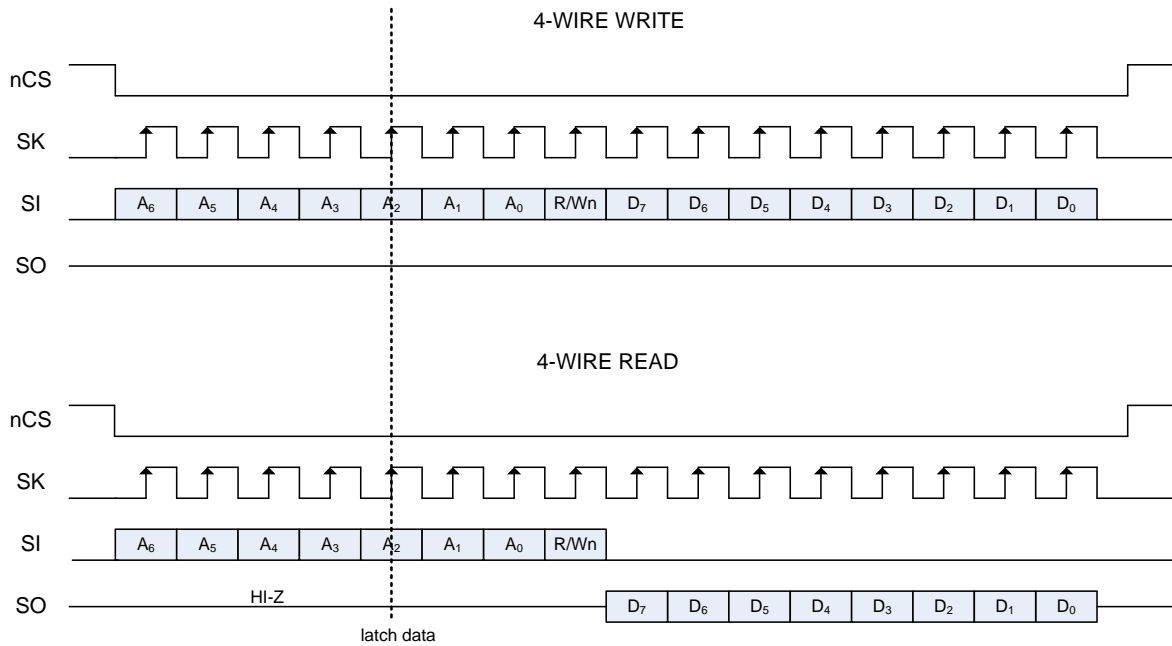 4-WIRE WRITE
nCS
SK
SI A₆ A₅ A₄ A₃ A₂ A₁ A₀ R/Wn D₇ D₆ D₅ D₄ D₃ D₂ D₁ D₀
SO
4-WIRE READ
nCS
SK
SI A₆ A₅ A₄ A₃ A₂ A₁ A₀ R/Wn
SO HI-Z D₇ D₆ D₅ D₄ D₃ D₂ D₁ D₀
latch data